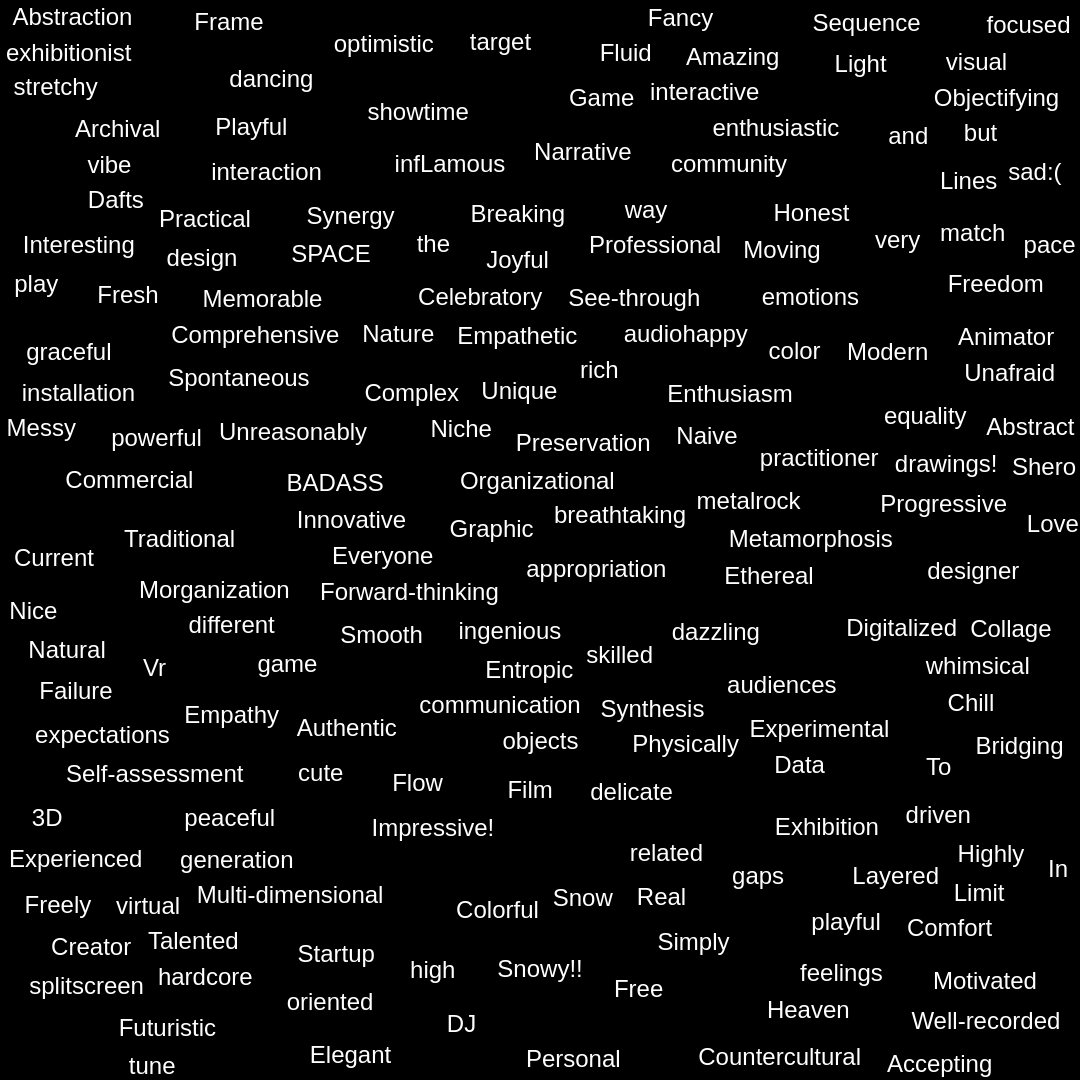 Abstraction
Frame
Fancy
Sequence
focused
exhibitionist
optimistic
target
Fluid
Amazing
Light
visual
stretchy
dancing
Game
interactive
Objectifying
showtime
Archival
Playful
enthusiastic
and
but
vibe
interaction
infLamous
Narrative
community
Lines
sad:(
Dafts
Practical
Synergy
Breaking
way
Honest
Interesting
design
SPACE
the
Joyful
Professional
Moving
very
match
pace
play
Fresh
Memorable
Celebratory
See-through
emotions
Freedom
graceful
Comprehensive
Nature
Empathetic
audiohappy
color
Modern
Animator
installation
Spontaneous
Complex
Unique
rich
Enthusiasm
Unafraid
Messy
powerful
Unreasonably
Niche
Preservation
Naive
equality
Abstract
Commercial
BADASS
Organizational
practitioner
drawings!
Shero
Innovative
Graphic
breathtaking
metalrock
Progressive
Love
Current
Traditional
Everyone
appropriation
Metamorphosis
Ethereal
designer
Nice
Morganization
Forward-thinking
different
Smooth
ingenious
dazzling
Digitalized
Collage
Natural
Vr
game
Entropic
skilled
whimsical
Failure
Empathy
communication
Synthesis
audiences
Chill
expectations
Authentic
objects
Physically
Experimental
Bridging
Self-assessment
cute
Flow
Film
delicate
Data
To
3D
peaceful
Impressive!
Exhibition
driven
Experienced
generation
related
gaps
Layered
Highly
In
Freely
virtual
Multi-dimensional
Colorful
Snow
Real
Limit
Creator
Talented
Startup
Simply
playful
Comfort
splitscreen
hardcore
high
Snowy!!
feelings
Motivated
oriented
Free
Heaven
Futuristic
DJ
Well-recorded
tune
Elegant
Personal
Countercultural
Accepting